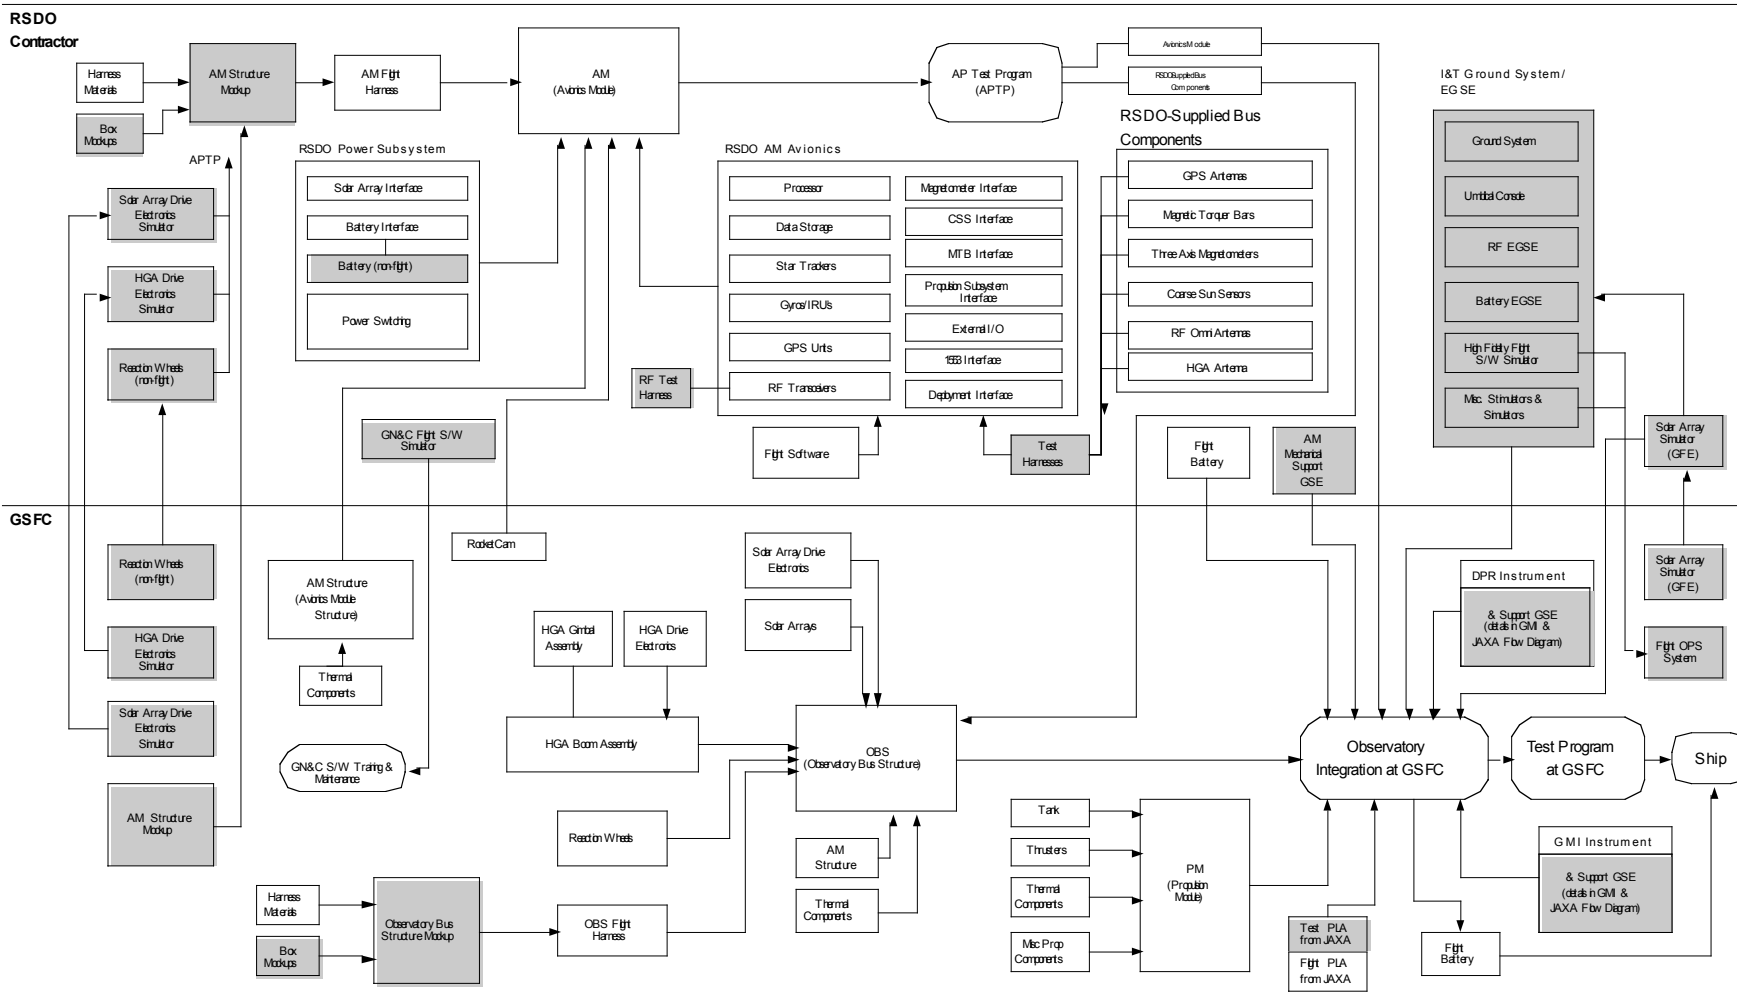 RSDO
Contractor
Harness
Materials
Box
Mockups
AM Structure
Mockup
AM Flight
Harness
AM
(Avionics Module)
AP Test Program
(APTP)
Avionics Module
RSDO Supplied Bus
Components
I&T Ground System/
EGSE
Ground System
Umbilical Console
RF EGSE
Battery EGSE
High Fidelity Flight
S/W Simulator
Misc. Stimulators &
Simulators
APTP
Solar Array Drive
Electronics
Simulator
HGA Drive
Electronics
Simulator
Reaction Wheels
(non-flight)
RSDO Power Subsystem
Solar Array Interface
Battery Interface
Battery (non-flight)
Power Switching
RSDO AM Avionics
Processor
Data Storage
Star Trackers
Gyros/IRU's
GPS Units
RF Transceivers
Magnetometer Interface
CSS Interface
MTB Interface
Propulsion Subsystem
Interface
External I/O
1553 Interface
Deployment Interface
RSDO-Supplied Bus
Components
GPS Antennas
Magnetic Torquer Bars
Three Axis Magnetometers
Coarse Sun Sensors
RF Omni Antennas
HGA Antenna
RF Test
Harness
GN&C Flight S/W
Simulator
Flight Software
Test
Harnesses
Flight
Battery
AM
Mechanical
Support
GSE
Solar Array
Simulator
(GFE)
GSFC
Reaction Wheels
(non-flight)
HGA Drive
Electronics
Simulator
Solar Array Drive
Electronics
Simulator
AM Structure
Mockup
AM Structure
(Avionics Module
Structure)
Thermal
Components
GN&C S/W Training &
Maintenance
RocketCam
HGA Gimbal
Assembly
HGA Drive
Electronics
HGA Boom Assembly
Solar Array Drive
Electronics
Solar Arrays
OBS
(Observatory Bus Structure)
Reaction Wheels
AM
Structure
Thermal
Components
Harness
Materials
Box
Mockups
Observatory Bus
Structure Mockup
OBS Flight
Harness
Tank
Thrusters
Thermal
Components
Misc Prop
Components
PM
(Propulsion
Module)
DPR Instrument
& Support GSE
(details in GMI &
JAXA Flow Diagram)
Solar Array
Simulator
(GFE)
Flight OPS
System
Observatory
Integration at GSFC
Test Program
at GSFC
Ship
GMI Instrument
& Support GSE
(details in GMI &
JAXA Flow Diagram)
Test PLA
from JAXA
Flight PLA
from JAXA
Flight
Battery